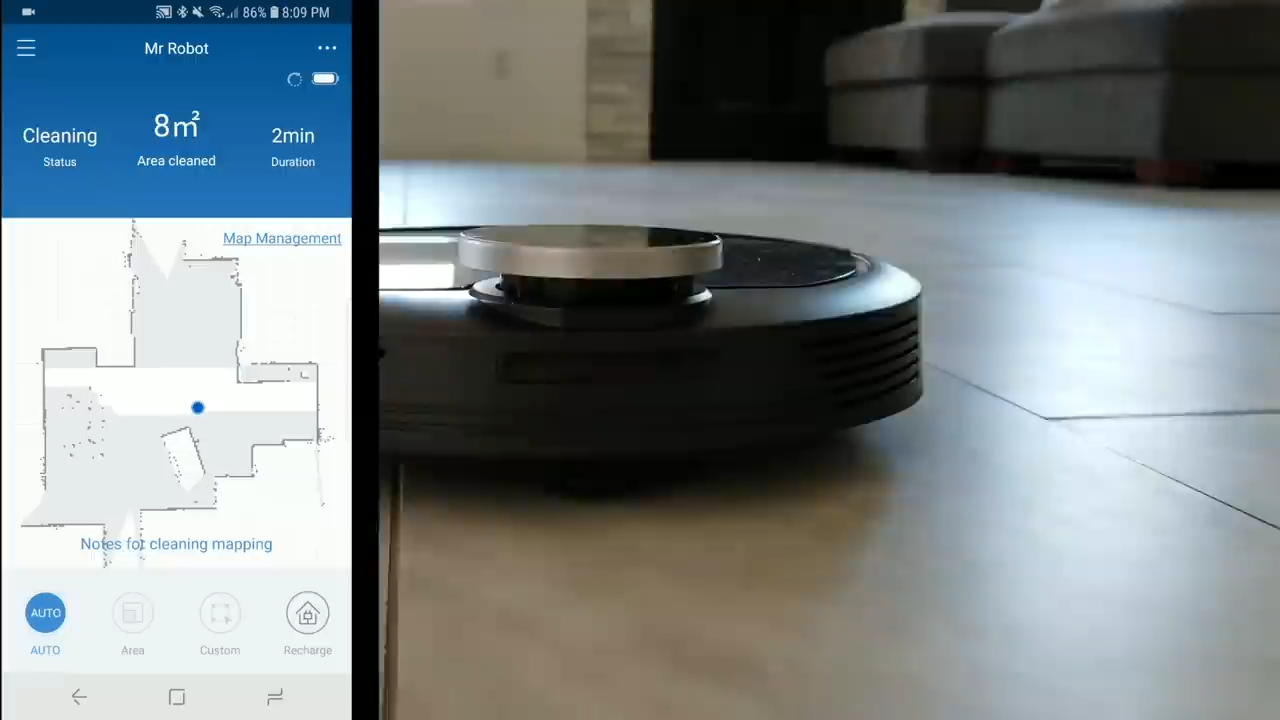 86% 8:09 PM
Mr Robot
Cleaning 8㎡ 2min
Status Area cleaned Duration
Map Management
Notes for cleaning mapping
AUTO
AUTO Area Custom Recharge